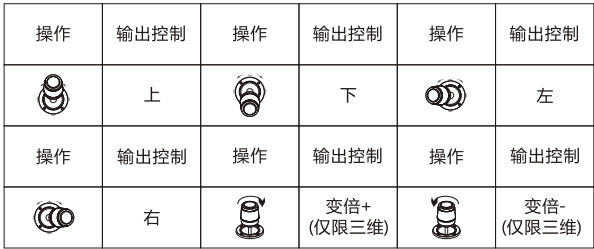 操作 输出控制 操作 输出控制 操作 输出控制
上 下 左
操作 输出控制 操作 输出控制 操作 输出控制
右 变倍+ 变倍-
(仅限三维) (仅限三维)